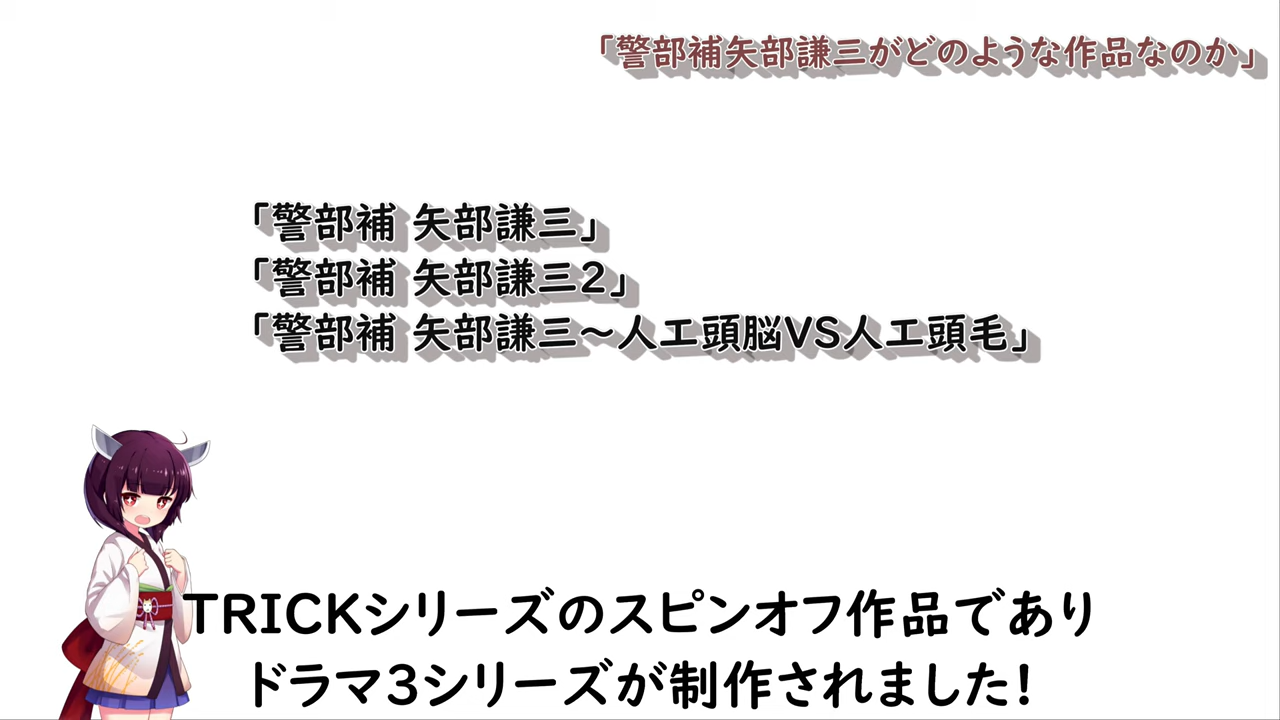 「警部補矢部謙三がどのような作品なのか」
「警部補 矢部謙三」
「警部補 矢部謙三2」
「警部補 矢部謙三～人工頭脳VS人工頭毛」
TRICKシリーズのスピンオフ作品であり
ドラマ3シリーズが制作されました!